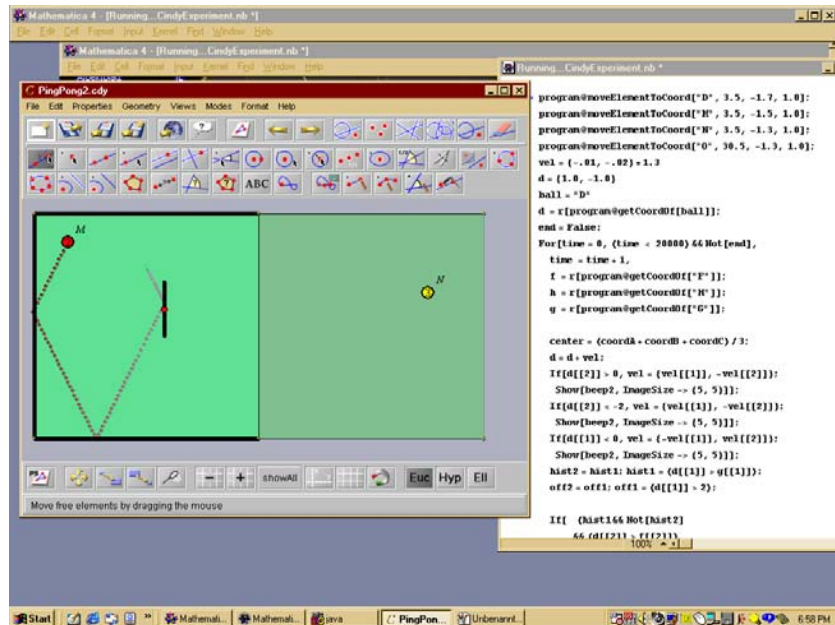 Mathematica 4 - [Running...CindyExperiment.nb *]
File Edit Cell Format Input Kernel Find Window Help
Mathematica 4 - [Running...CindyExperiment.nb *]
File Edit Cell Format Input Kernel Find Window Help
PingPong2.cdy
File Edit Properties Geometry Views Modes Format Help
ABC
M
N
PS
showAll
Euc Hyp Ell
Move free elements by dragging the mouse
Running...CindyExperiment.nb *
program@moveElementToCoord["D", 3.5, -1.7, 1.0];
program@moveElementToCoord["M", 3.5, -1.5, 1.0];
program@moveElementToCoord["N", 3.5, -1.3, 1.0];
program@moveElementToCoord["O", 30.5, -1.3, 1.0];
vel = {-.01, -.02} * 1.3
d = {1.0, -1.0}
ball = "D"
d = r[program@getCoordOf[ball]];
end = False;
For[time = 0, (time < 20000) && Not[end],
time = time + 1,
f = r[program@getCoordOf["F"]];
h = r[program@getCoordOf["H"]];
g = r[program@getCoordOf["G"]];
center = (coordA + coordB + coordC) / 3;
d = d + vel;
If[d[[2]] > 0, vel = {vel[[1]], -vel[[2]]};
Show[beep2, ImageSize -> {5, 5}]];
If[d[[2]] < -2, vel = {vel[[1]], -vel[[2]]};
Show[beep2, ImageSize -> {5, 5}]];
If[d[[1]] < 0, vel = {-vel[[1]], vel[[2]]};
Show[beep2, ImageSize -> {5, 5}]];
hist2 = hist1; hist1 = (d[[1]] > g[[1]]);
off2 = off1; off1 = (d[[1]] > 2);
If[ (hist1 && Not[hist2]
&& (d[[2]] > f[[2]])
100%
Start
Mathemati...
Mathemati...
java
PingPon...
Unbenannt...
6:58 PM